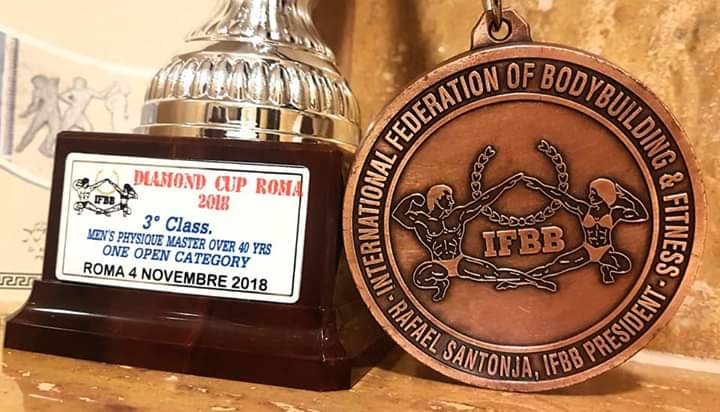 DIAMOND CUP ROMA
2018
IFBB
3° Class.
MEN'S PHYSIQUE MASTER OVER 40 YRS
ONE OPEN CATEGORY
ROMA 4 NOVEMBRE 2018
INTERNATIONAL FEDERATION OF BODYBUILDING & FITNESS
IFBB
- RAFAEL SANTONJA, IFBB PRESIDENT -